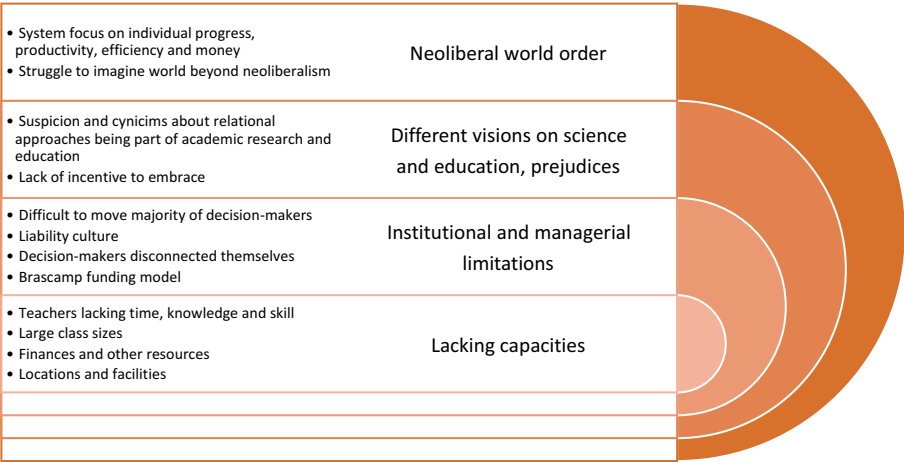 • System focus on individual progress,
productivity, efficiency and money
• Struggle to imagine world beyond neoliberalism
Neoliberal world order
• Suspicion and cynicims about relational
approaches being part of academic research and
education
• Lack of incentive to embrace
Different visions on science
and education, prejudices
• Difficult to move majority of decision-makers
• Liability culture
• Decision-makers disconnected themselves
• Brascamp funding model
Institutional and managerial
limitations
• Teachers lacking time, knowledge and skill
• Large class sizes
• Finances and other resources
• Locations and facilities
Lacking capacities